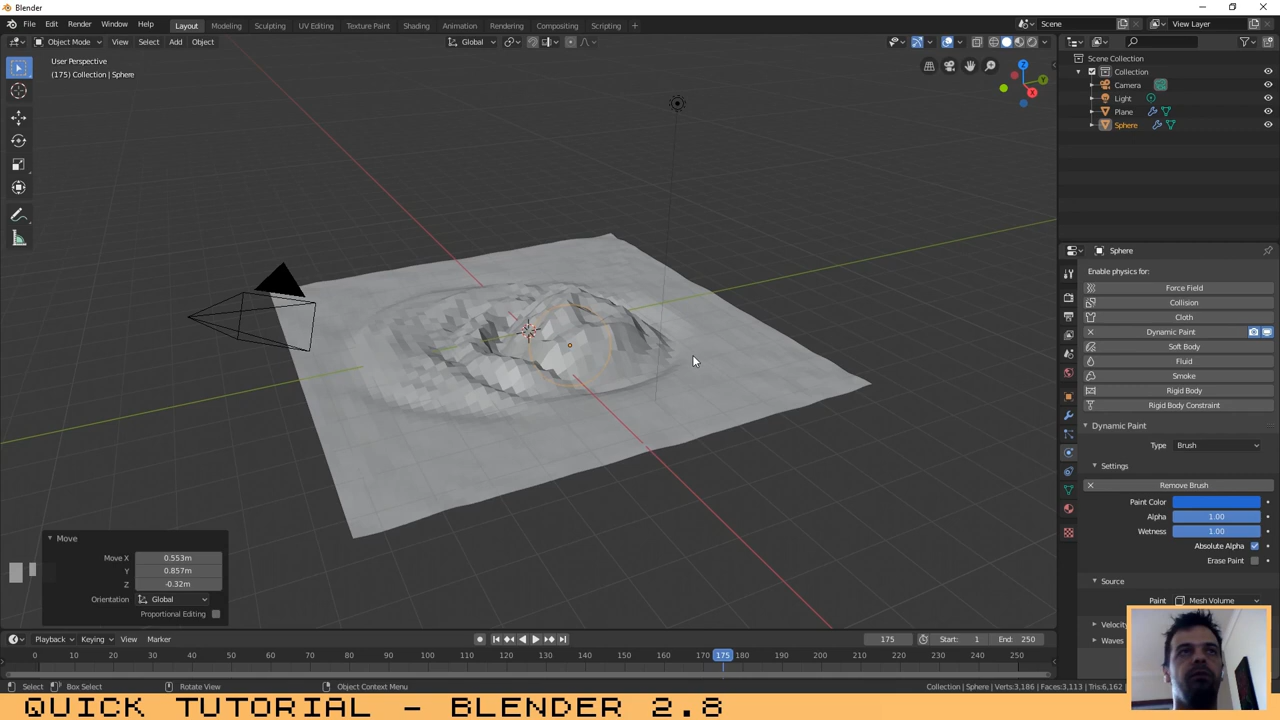 Blender
File Edit Render Window Help Layout Modeling Sculpting UV Editing Texture Paint Shading Animation Rendering Compositing Scripting + Scene View Layer
Object Mode View Select Add Object Global
User Perspective
(175) Collection | Sphere
Scene Collection
Collection
Camera
Light
Plane
Sphere
Z
Y
X
Sphere
Enable physics for:
Force Field
Collision
Cloth
Dynamic Paint
Soft Body
Fluid
Smoke
Rigid Body
Rigid Body Constraint
Dynamic Paint
Type Brush
Settings
Remove Brush
Paint Color
Alpha 1.00
Wetness 1.00
Absolute Alpha
Erase Paint
Source
Paint Mesh Volume
Waves
Move
Move X 0.553m
Y 0.857m
Z -0.32m
Orientation Global
Proportional Editing
Playback Keying View Marker 175 Start: 1 End: 250
0 10 20 30 40 50 60 70 80 90 100 110 120 130 140 150 160 170 175 180 190 200 210 220 230 240 250
Select Box Select Rotate View Object Context Menu
QUICK TUTORIAL - BLENDER 2.8